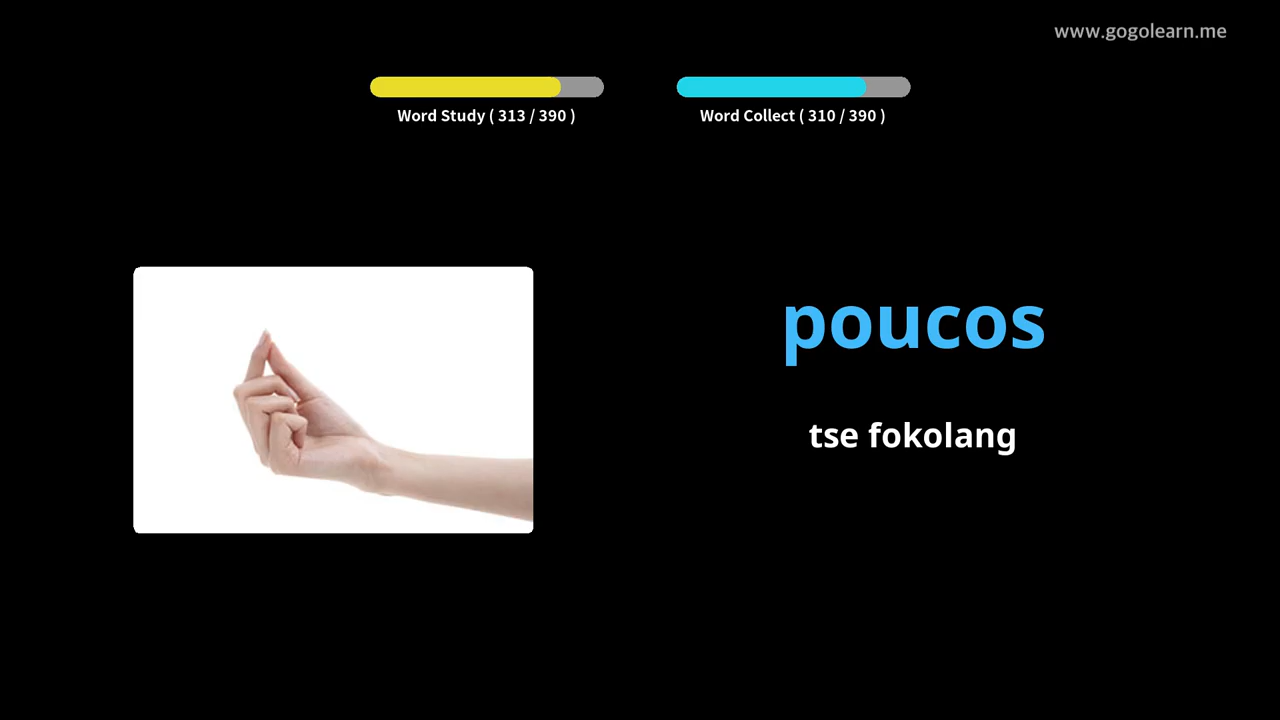 www.gogolearn.me
Word Study ( 313 / 390 )
Word Collect ( 310 / 390 )
poucos
tse fokolang